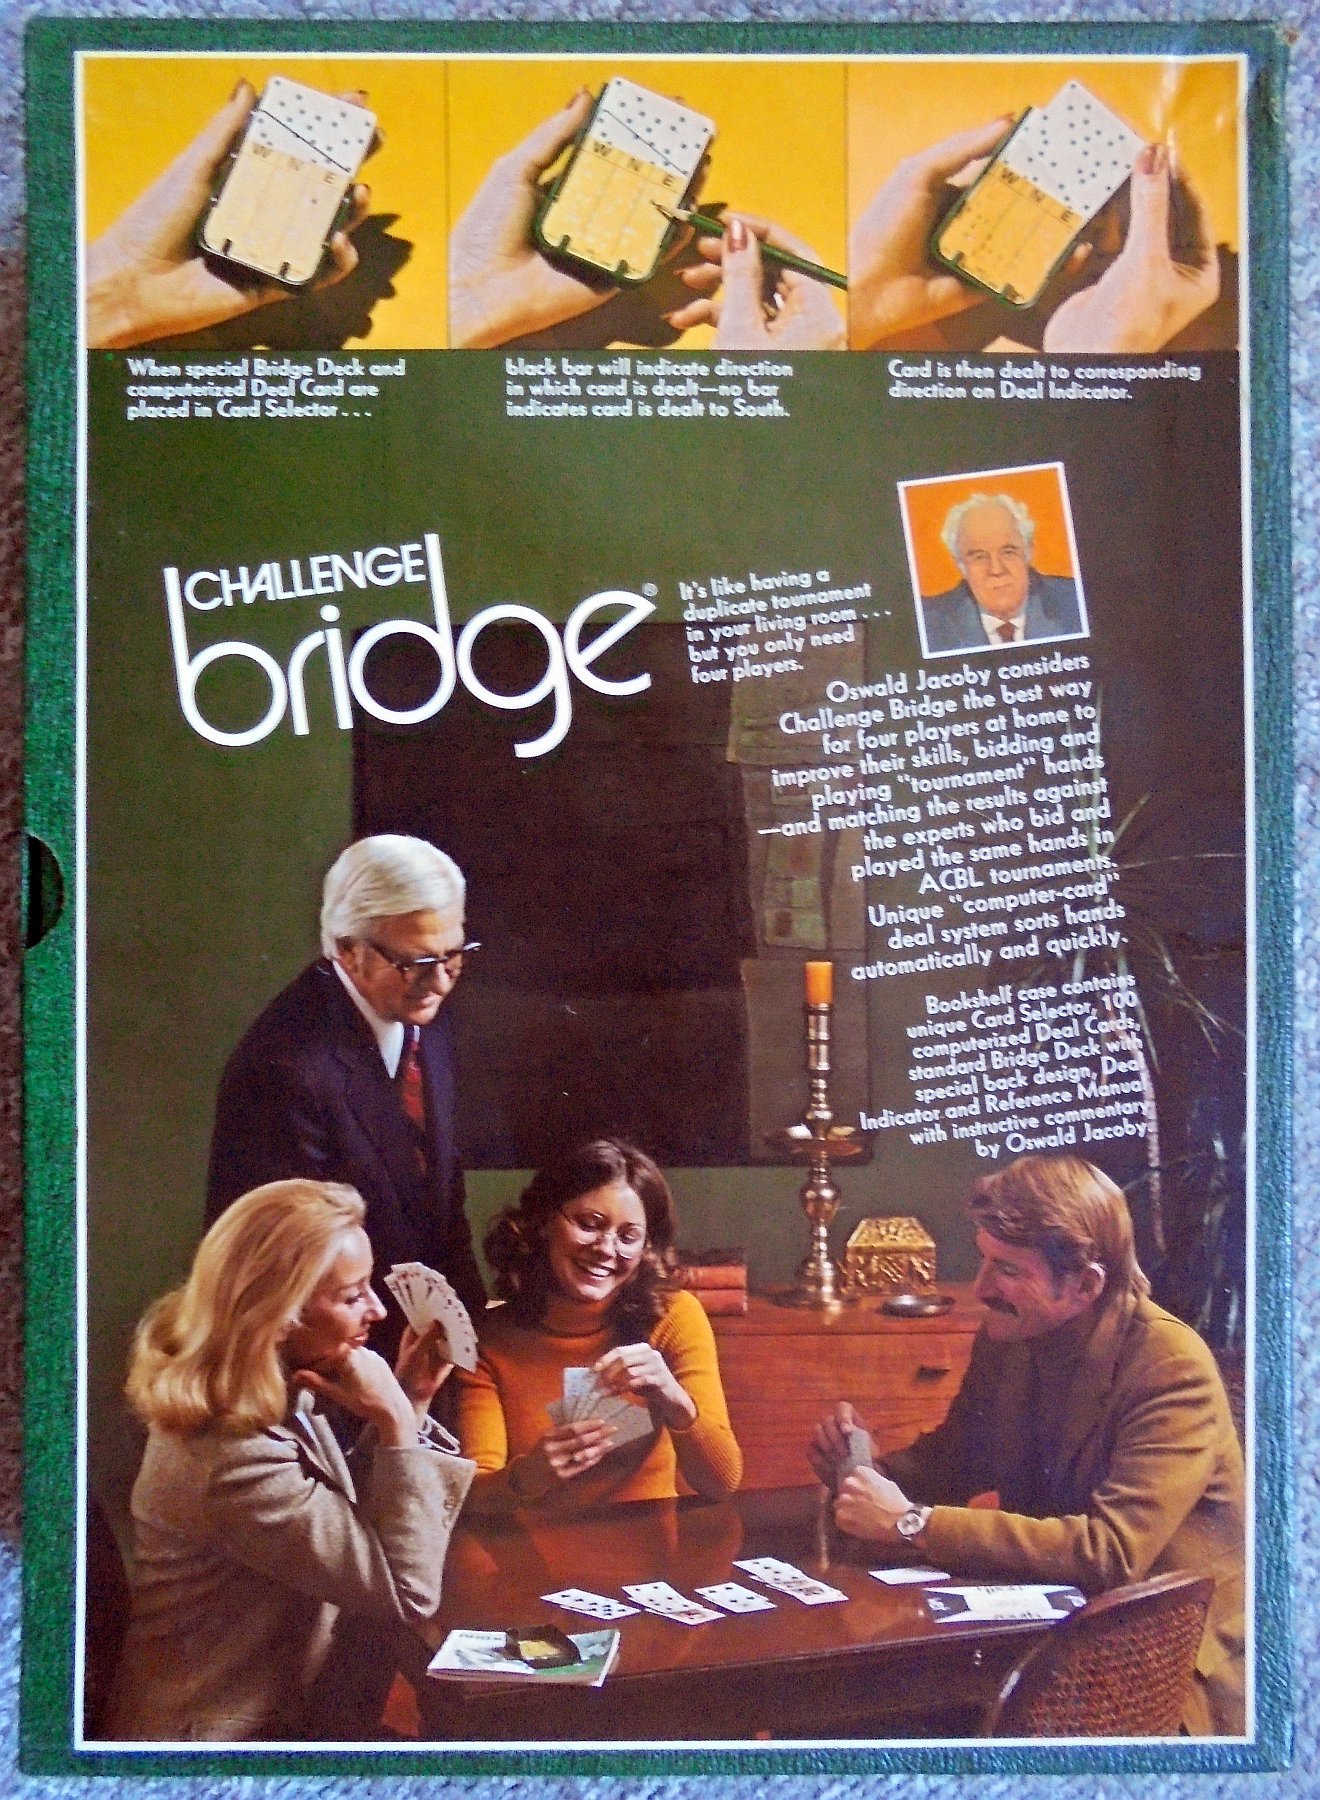 W N E
W N E
W N E
When special Bridge Deck and
computerized Deal Card are
placed in Card Selector . . .
black bar will indicate direction
in which card is dealt—no bar
indicates card is dealt to South.
Card is then dealt to corresponding
direction on Deal Indicator.
CHALLENGE
bridge®
It's like having a
duplicate tournament
in your living room . . .
but you only need
four players.
Oswald Jacoby considers
Challenge Bridge the best way
for four players at home to
improve their skills, bidding and
playing "tournament" hands
—and matching the results against
the experts who bid and
played the same hands in
ACBL tournaments.
Unique "computer-card"
deal system sorts hands
automatically and quickly.
Bookshelf case contains
unique Card Selector, 100
computerized Deal Cards,
standard Bridge Deck with
special back design, Deal
Indicator and Reference Manual
with instructive commentary
by Oswald Jacoby.